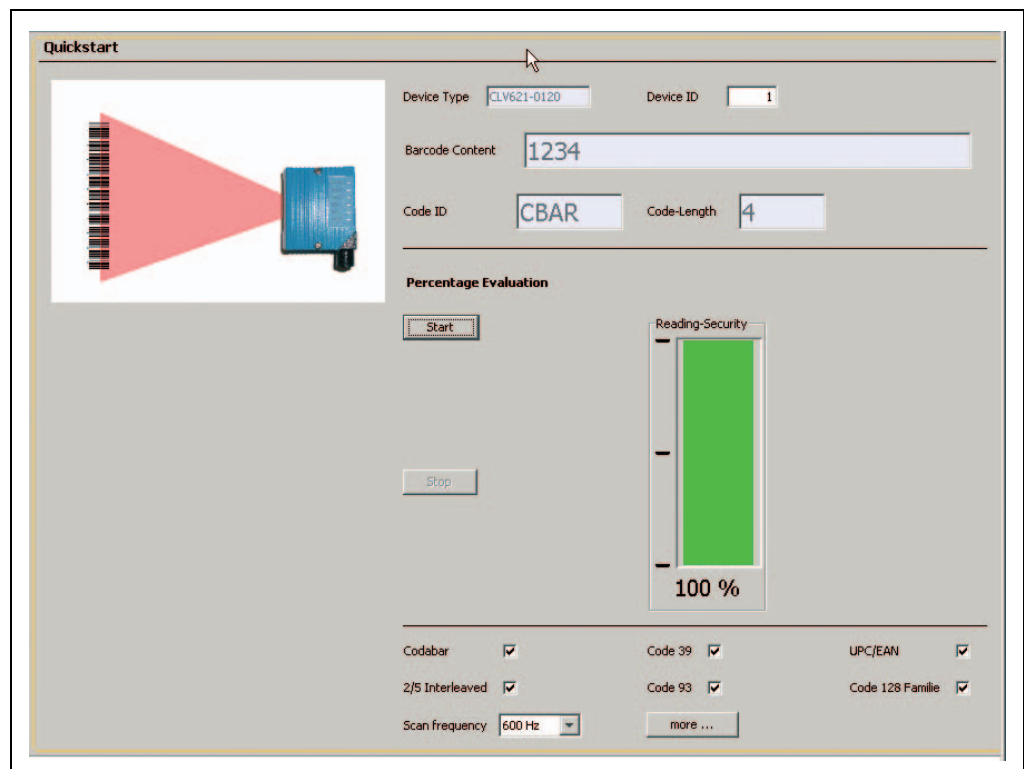 Quickstart
Device Type CLV621-0120 Device ID 1
Barcode Content 1234
Code ID CBAR Code-Length 4
Percentage Evaluation
Start Reading-Security
Stop
100 %
Codabar Code 39 UPC/EAN
2/5 Interleaved Code 93 Code 128 Familie
Scan frequency 600 Hz more ...